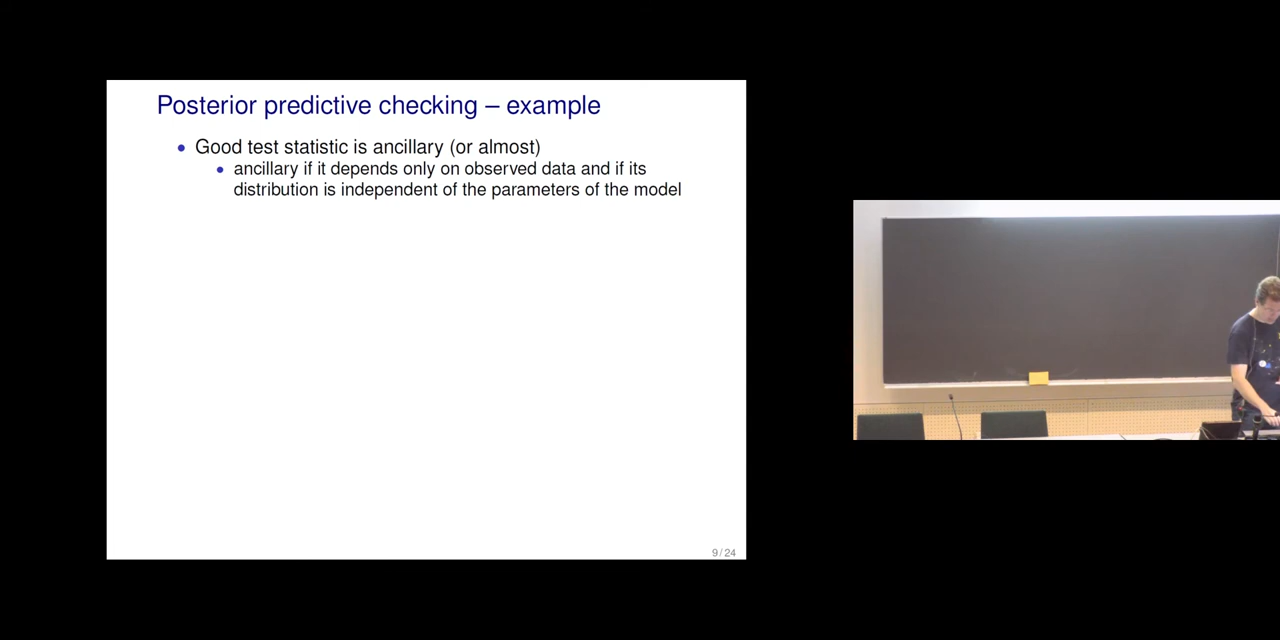 Posterior predictive checking – example
• Good test statistic is ancillary (or almost)
• ancillary if it depends only on observed data and if its
distribution is independent of the parameters of the model
9 / 24